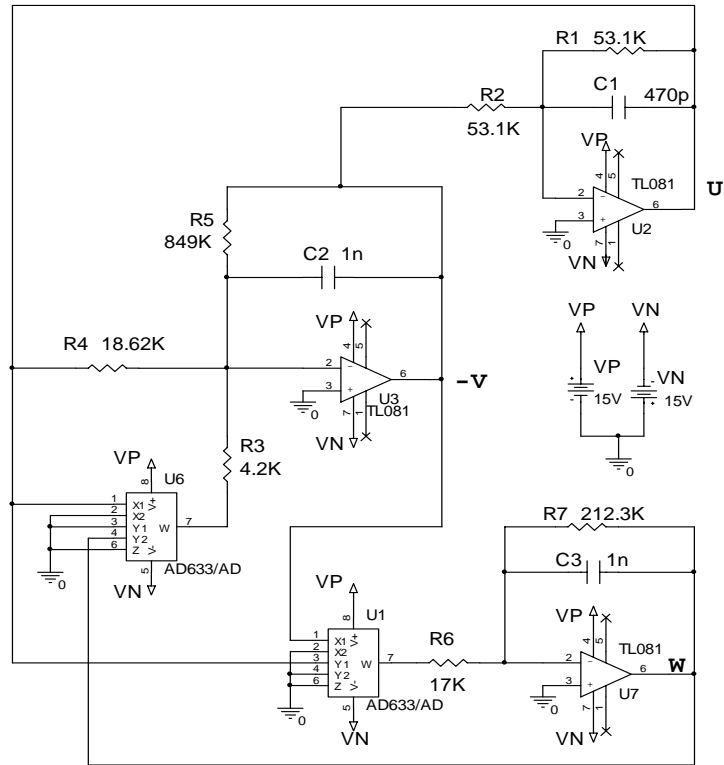 R1 53.1K
C1 470p
R2
53.1K
VP
4 5
TL081
2 −
3 +
6
U2
0
7 1
VN
U
R5
849K
C2 1n
R4 18.62K
VP
4 5
2 −
3 +
6
U3
TL081
0
7 1
VN
-V
VP
VN
+ VP
- 15V
- VN
+ 15V
0
R3
4.2K
VP
8
U6
1 X1 V+
2 X2
3 Y1 W 7
4 Y2
6 Z V-
5
AD633/AD
0
VN
VP
8
U1
1 X1 V+
2 X2
3 Y1 W 7
4 Y2
6 Z V-
5
AD633/AD
0
VN
R6
17K
R7 212.3K
C3 1n
VP
4 5
TL081
2 −
3 +
6
U7
0
7 1
VN
W